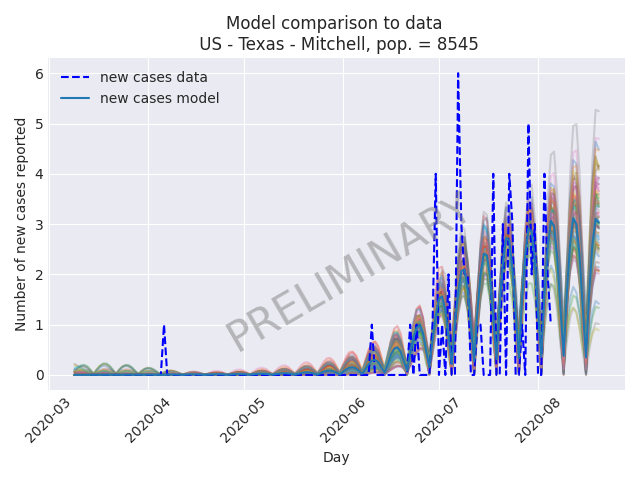 Model comparison to data
US - Texas - Mitchell, pop. = 8545
new cases data
new cases model
PRELIMINARY
Number of new cases reported
6
5
4
3
2
1
0
2020-03
2020-04
2020-05
2020-06
2020-07
2020-08
Day